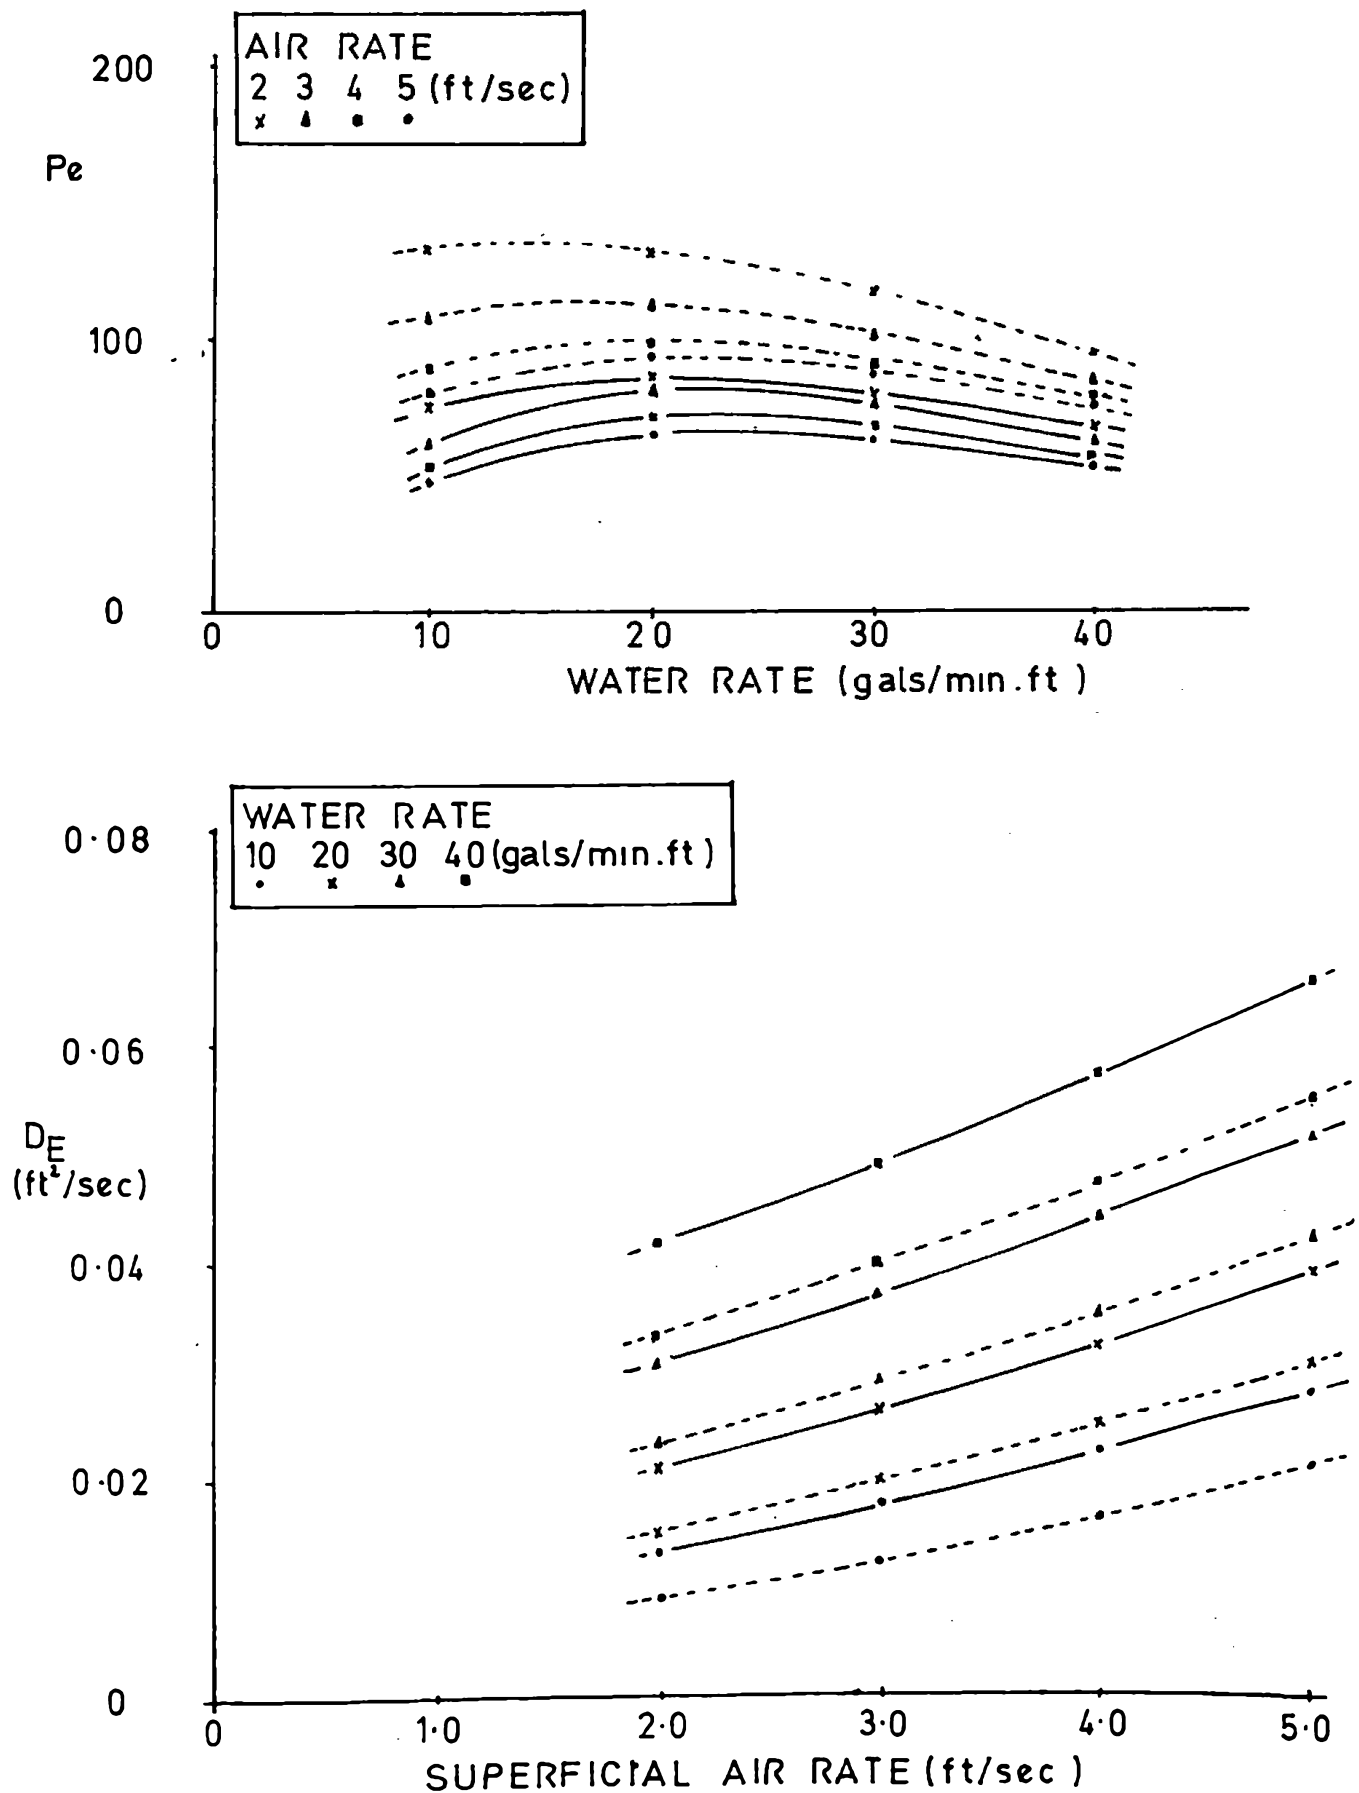 AIR RATE
2 3 4 5 (ft/sec)
200
Pe
100
0
0 10 20 30 40
WATER RATE (gals/min.ft)
WATER RATE
10 20 30 40 (gals/min.ft)
0·08
0·06
DE
(ft²/sec)
0·04
0·02
0
0 1·0 2·0 3·0 4·0 5·0
SUPERFICIAL AIR RATE (ft/sec)